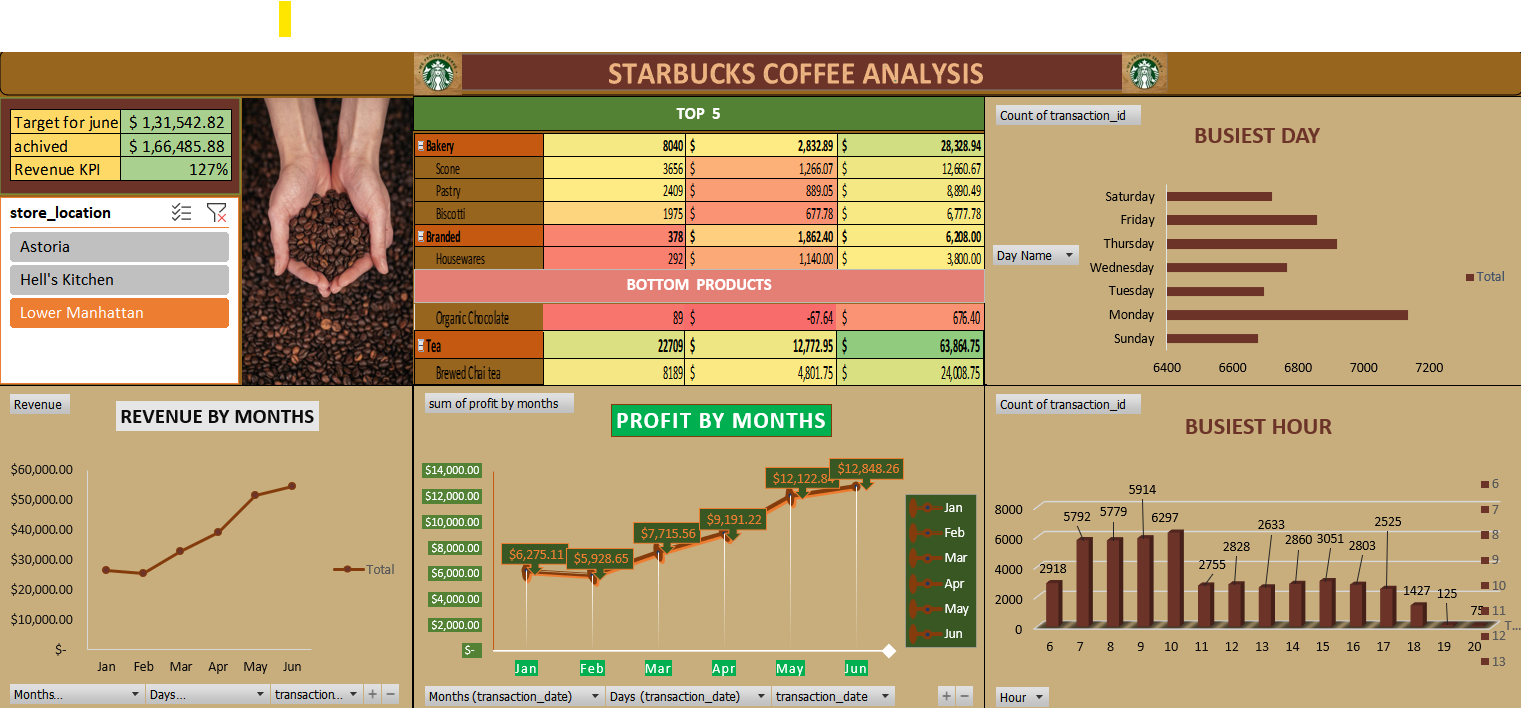 STARBUCKS COFFEE ANALYSIS
Target for june $ 1,31,542.82
achived $ 1,66,485.88
Revenue KPI 127%
store_location
Astoria
Hell's Kitchen
Lower Manhattan
TOP 5
Bakery 8040 $ 2,832.89 $ 28,328.94
Scone 3656 1,266.07 12,660.67
Pastry 2409 889.05 8,890.49
Biscotti 1975 $ 677.78 $ 6,777.78
Branded 378 $ 1,862.40 $ 6,208.00
Housewares 292 $ 1,140.00 $ 3,800.00
BOTTOM PRODUCTS
Organic Chocolate 89 $ -67.64 $ 676.40
Tea 22709 $ 12,772.95 $ 63,864.75
Brewed Chai tea 8189 $ 4,801.75 $ 24,008.75
Count of transaction_id
BUSIEST DAY
Day Name
Saturday
Friday
Thursday
Wednesday
Tuesday
Monday
Sunday
6400 6600 6800 7000 7200
Total
Revenue
REVENUE BY MONTHS
$60,000.00
$50,000.00
$40,000.00
$30,000.00
$20,000.00
$10,000.00
$-
Jan Feb Mar Apr May Jun
Total
Months... Days... transaction... + −
sum of profit by months
PROFIT BY MONTHS
$14,000.00
$12,000.00
$10,000.00
$8,000.00
$6,000.00
$4,000.00
$2,000.00
$-
$6,275.11 $5,928.65 $7,715.56 $9,191.22 $12,122.84 $12,848.26
Jan Feb Mar Apr May Jun
Jan
Feb
Mar
Apr
May
Jun
Months (transaction_date) Days (transaction_date) transaction_date + −
Count of transaction_id
BUSIEST HOUR
8000
6000
4000
2000
0
2918 5792 5779 5914 6297 2755 2828 2633 2860 3051 2803 2525 1427 125 75
6 7 8 9 10 11 12 13 14 15 16 17 18 19 20
6
7
8
9
10
11
T...
12
13
Hour